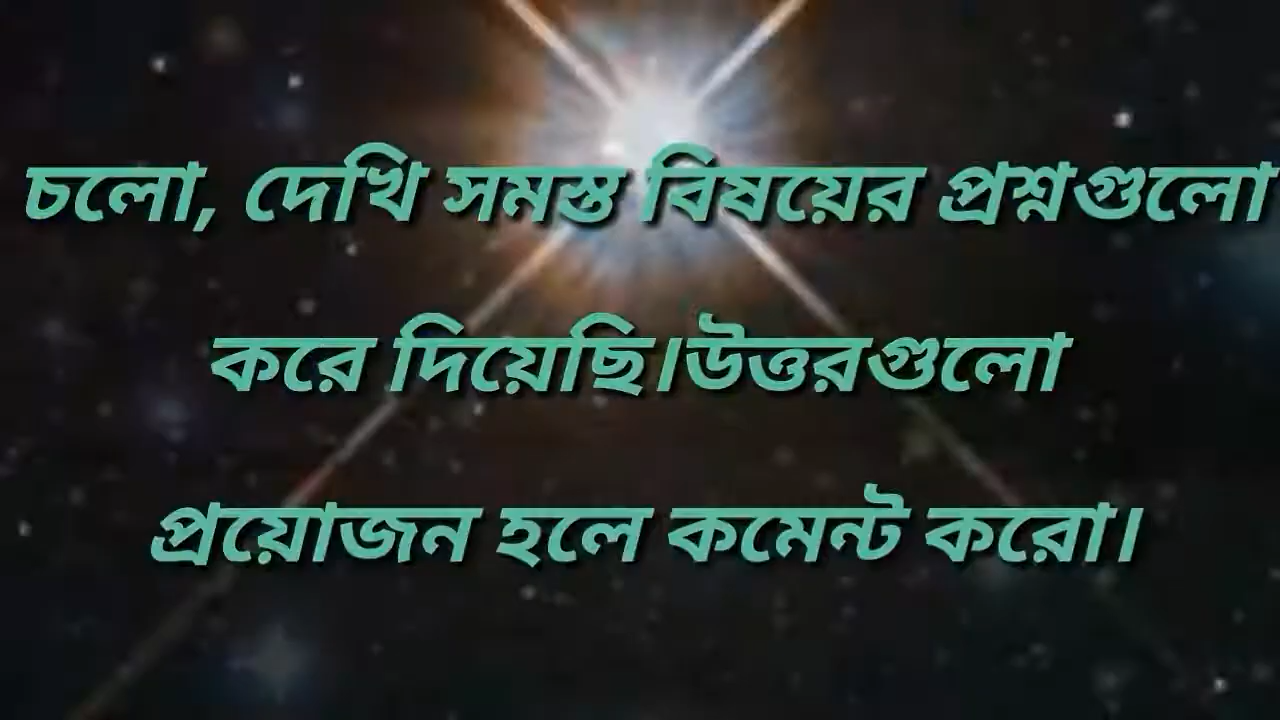 চলো, দেখি সমস্ত বিষয়ের প্রশ্নগুলো
করে দিয়েছি।উত্তরগুলো
প্রয়োজন হলে কমেন্ট করো।